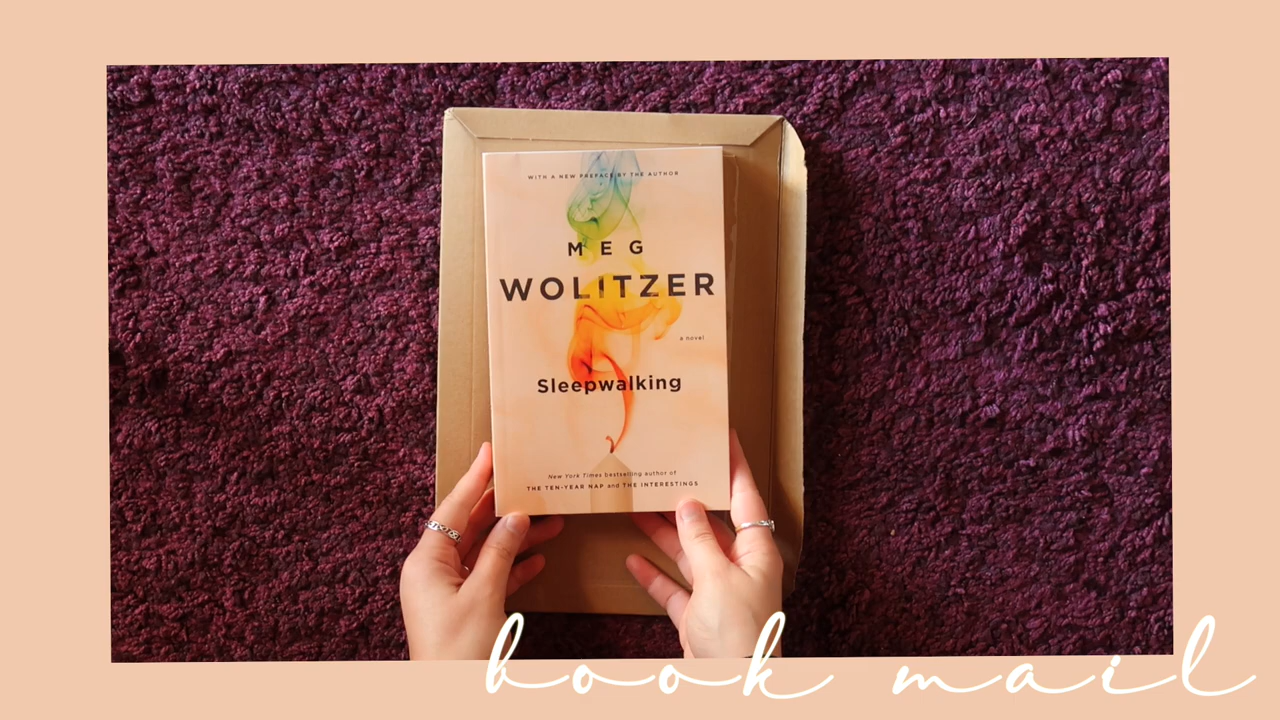 WITH A NEW PREFACE BY THE AUTHOR
MEG
WOLITZER
a novel
Sleepwalking
New York Times bestselling author of
THE TEN-YEAR NAP and THE INTERESTINGS
book mail